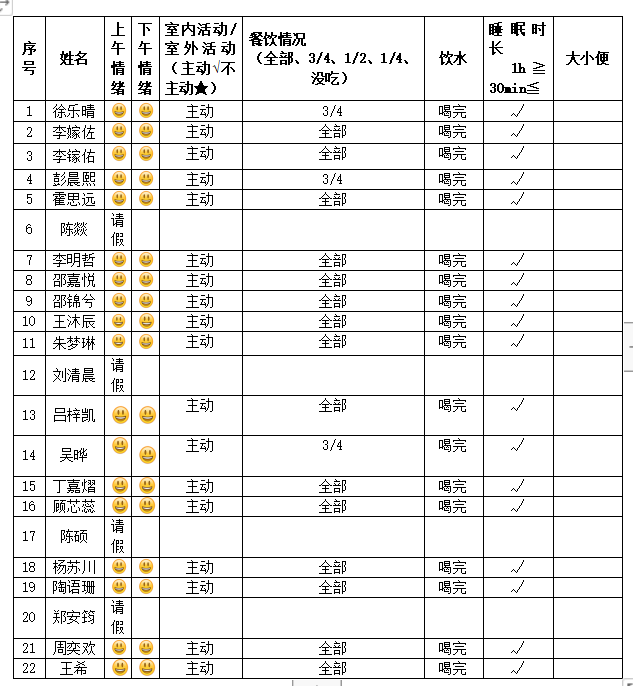 序号 姓名 上午情绪 下午情绪 室内活动/室外活动（主动√不主动★） 餐饮情况（全部、3/4、1/2、1/4、没吃） 饮水 睡眠时长 1h ≧ 30min≦ 大小便
1 徐乐晴 😀 😀 主动 3/4 喝完 √
2 李嫁佐 😀 😀 主动 全部 喝完 √
3 李镓佑 😀 😀 主动 全部 喝完 √
4 彭晨熙 😀 😀 主动 3/4 喝完 √
5 霍思远 😀 😀 主动 全部 喝完 √
6 陈燚 请假
7 李明哲 😀 😀 主动 全部 喝完 √
8 邵嘉悦 😀 😀 主动 全部 喝完 √
9 邵锦兮 😀 😀 主动 全部 喝完 √
10 王沐辰 😀 😀 主动 全部 喝完 √
11 朱梦琳 😀 😀 主动 全部 喝完 √
12 刘清晨 请假
13 吕梓凯 😀 😀 主动 全部 喝完 √
14 吴晔 😀 😀 主动 3/4 喝完 √
15 丁嘉熠 😀 😀 主动 全部 喝完 √
16 顾芯蕊 😀 😀 主动 全部 喝完 √
17 陈硕 请假
18 杨苏川 😀 😀 主动 全部 喝完 √
19 陶语珊 😀 😀 主动 全部 喝完 √
20 郑安筠 请假
21 周奕欢 😀 😀 主动 全部 喝完 √
22 王希 😀 😀 主动 全部 喝完 √